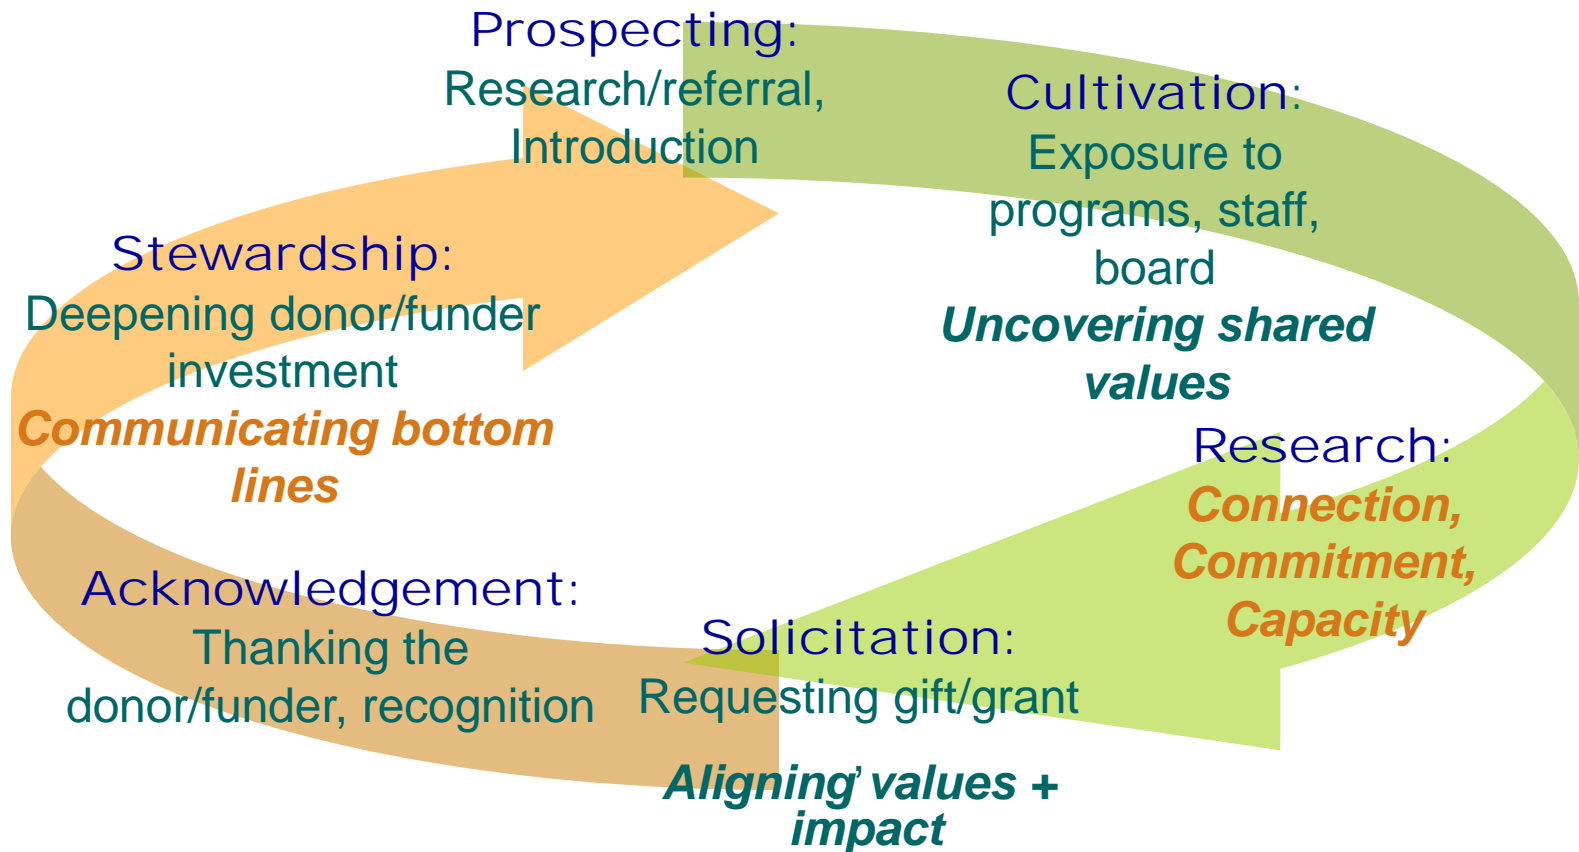 Prospecting:
Research/referral,
Introduction
Cultivation:
Exposure to
programs, staff,
board
Uncovering shared
values
Research:
Connection,
Commitment,
Capacity
Solicitation:
Requesting gift/grant
,
Aligning values +
impact
Acknowledgement:
Thanking the
donor/funder, recognition
Stewardship:
Deepening donor/funder
investment
Communicating bottom
lines